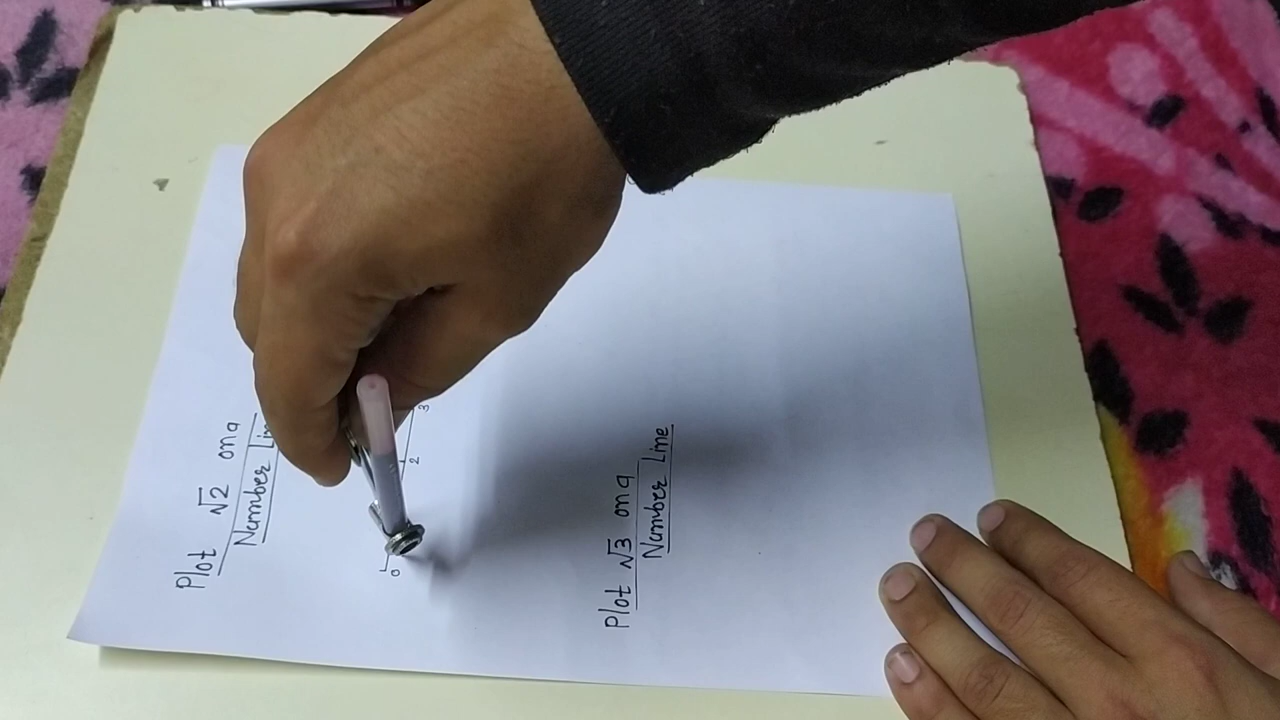 Plot √2 on a
Number Line
0 2 3
Plot √3 on a
Number Line